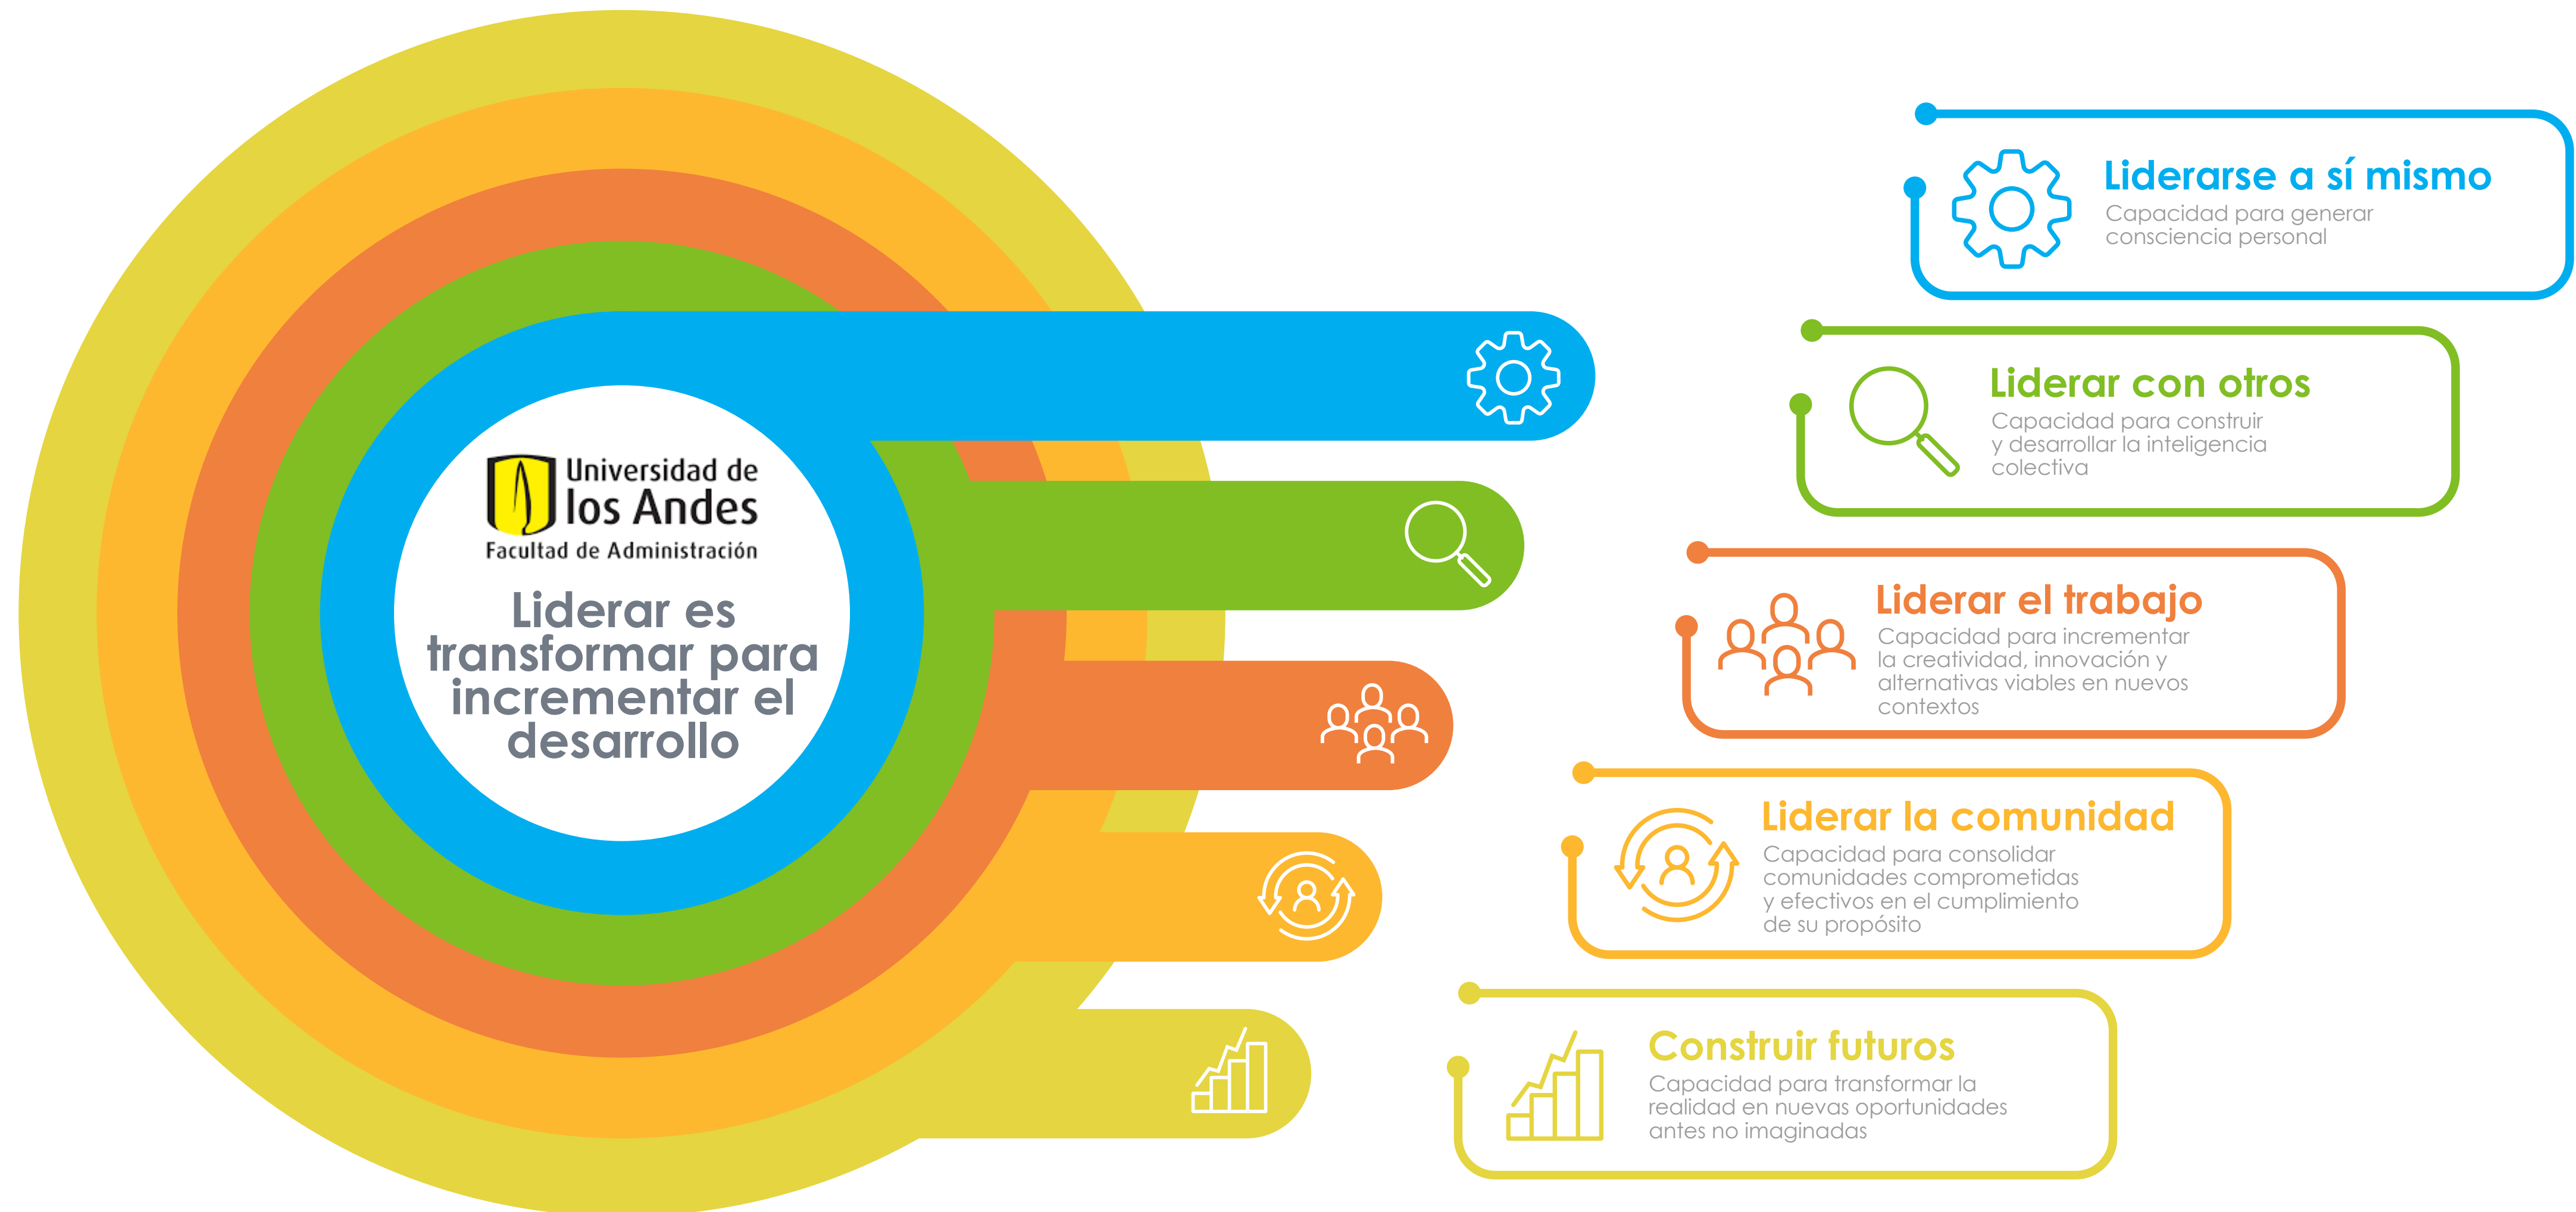 Universidad de
los Andes
Facultad de Administración
Liderar es
transformar para
incrementar el
desarrollo
Liderarse a sí mismo
Capacidad para generar
consciencia personal
Liderar con otros
Capacidad para construir
y desarrollar la inteligencia
colectiva
Liderar el trabajo
Capacidad para incrementar
la creatividad, innovación y
alternativas viables en nuevos
contextos
Liderar la comunidad
Capacidad para consolidar
comunidades comprometidas
y efectivos en el cumplimiento
de su propósito
Construir futuros
Capacidad para transformar la
realidad en nuevas oportunidades
antes no imaginadas